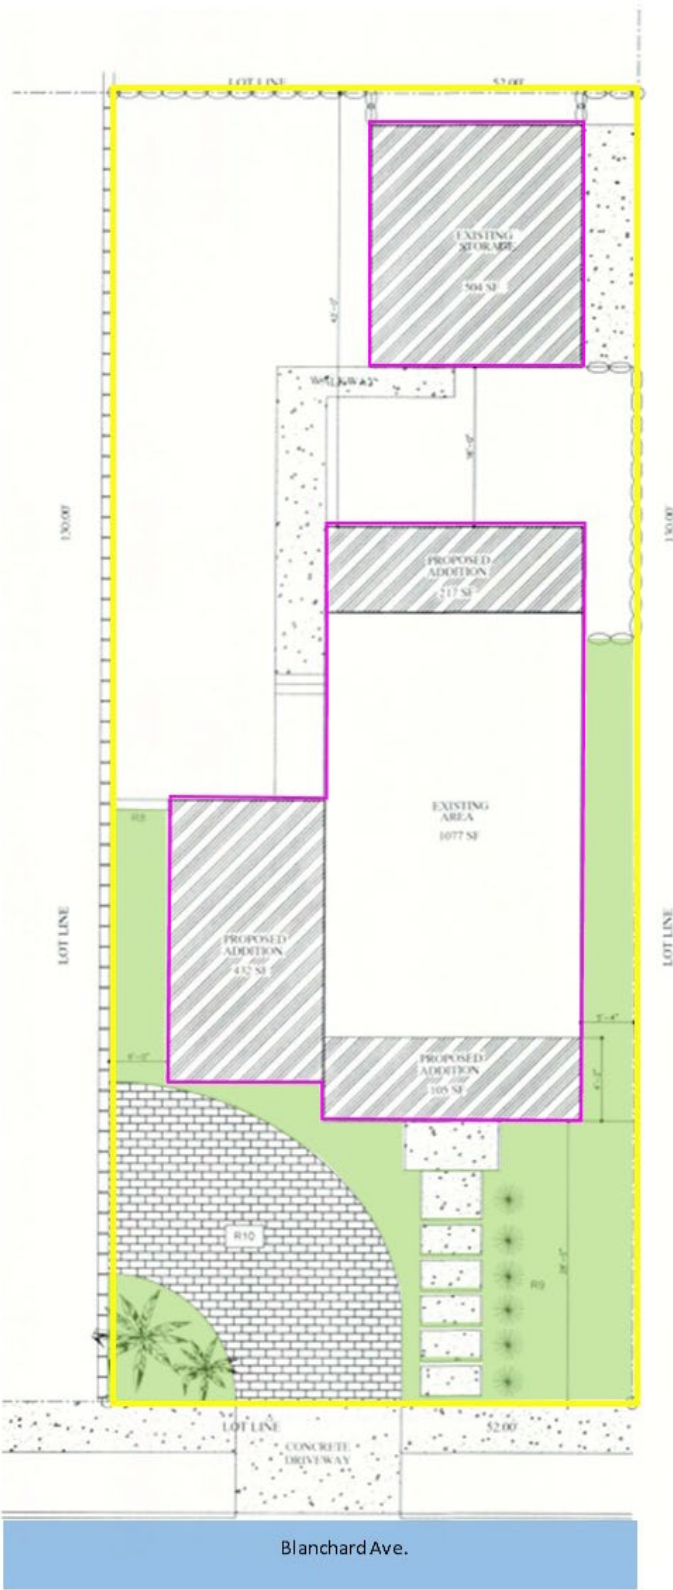 LOT LINE 52.00'
EXISTING
STORAGE
504 SF
WALKWAY
130.00'
130.00'
PROPOSED
ADDITION
217 SF
R8
EXISTING
AREA
1077 SF
LOT LINE
LOT LINE
PROPOSED
ADDITION
432 SF
PROPOSED
ADDITION
105 SF
R10
R9
LOT LINE 52.00'
CONCRETE
DRIVEWAY
Blanchard Ave.